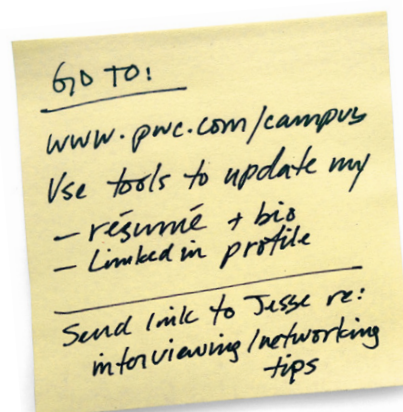 GO TO:
www.pwc.com/campus
Use tools to update my
– résumé + bio
– Linkedin profile
Send link to Jesse re:
interviewing/networking
tips